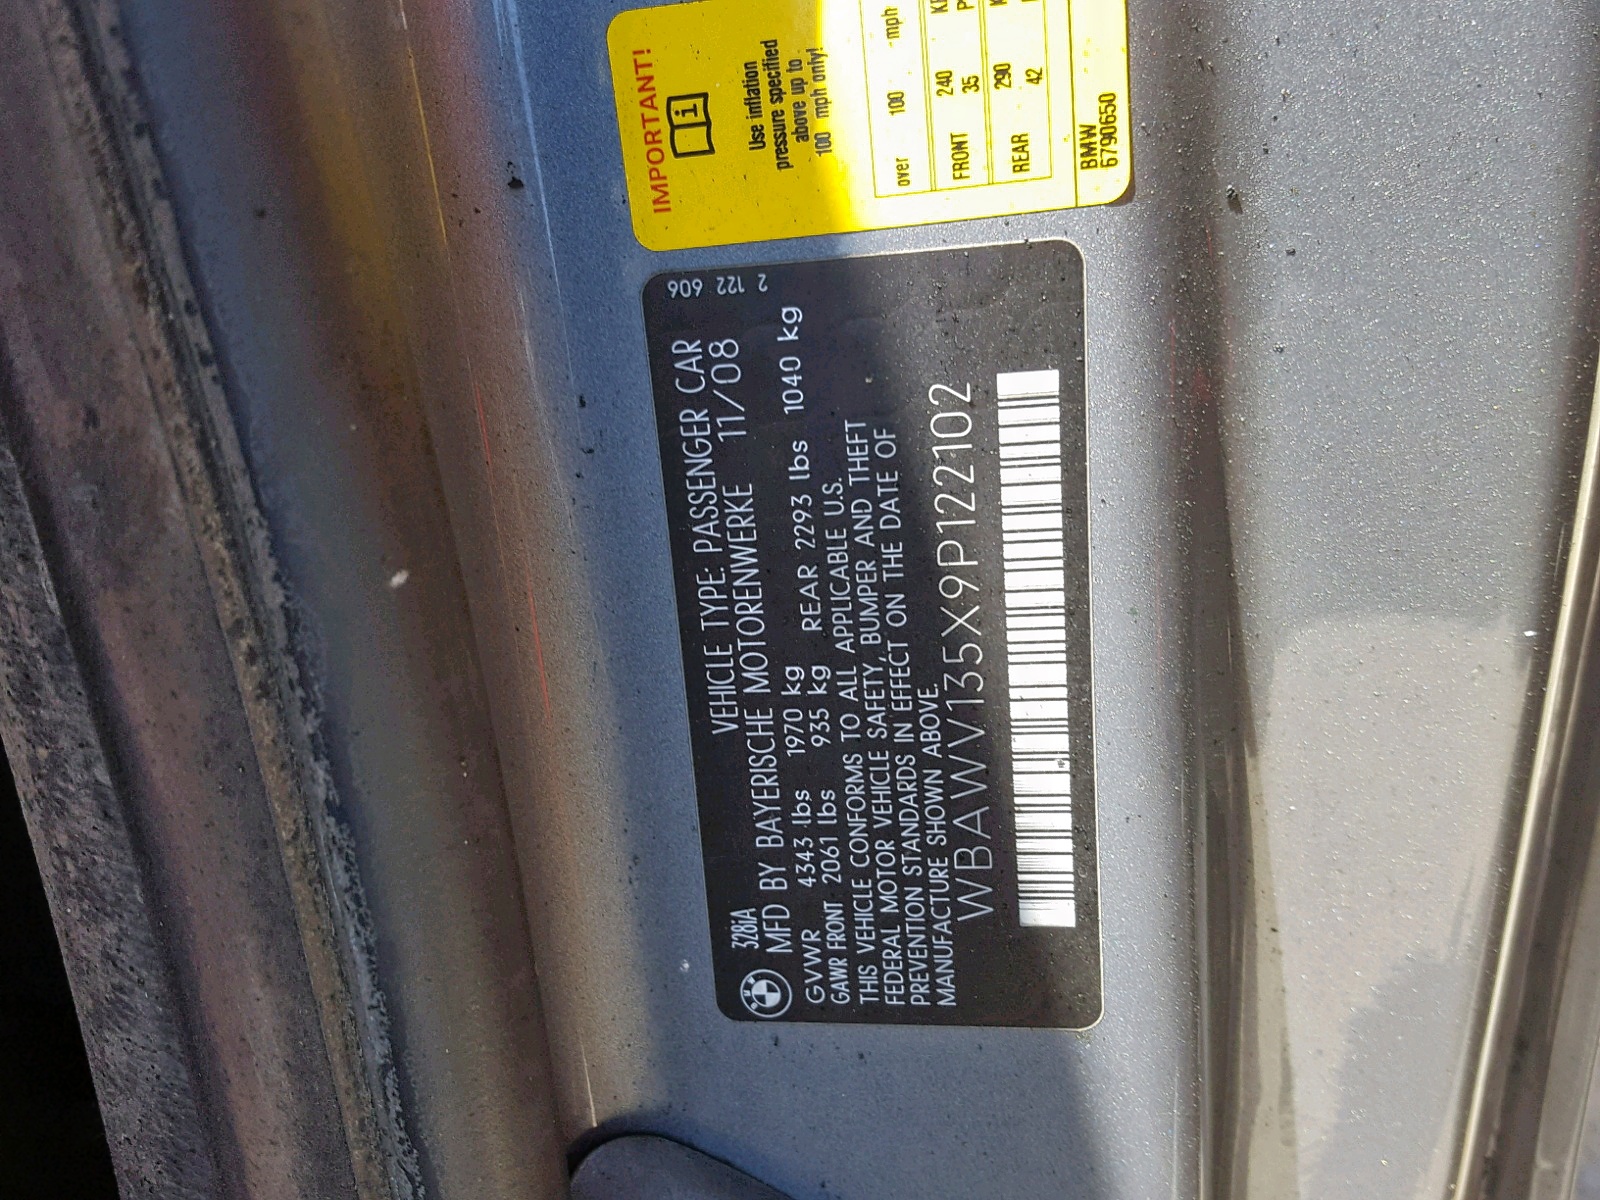 IMPORTANT!
i
Use inflation
pressure specified
above up to
100 mph only!
over 100 mph
FRONT 240
35
REAR 290
42
BMW
6790650
2 122 606
328iA VEHICLE TYPE: PASSENGER CAR
MFD BY BAYERISCHE MOTORENWERKE 11/08
GVWR 4343 lbs 1970 kg
GAWR FRONT 2061 lbs 935 kg REAR 2293 lbs 1040 kg
THIS VEHICLE CONFORMS TO ALL APPLICABLE U.S.
FEDERAL MOTOR VEHICLE SAFETY, BUMPER AND THEFT
PREVENTION STANDARDS IN EFFECT ON THE DATE OF
MANUFACTURE SHOWN ABOVE.
WBAWV135X9P122102